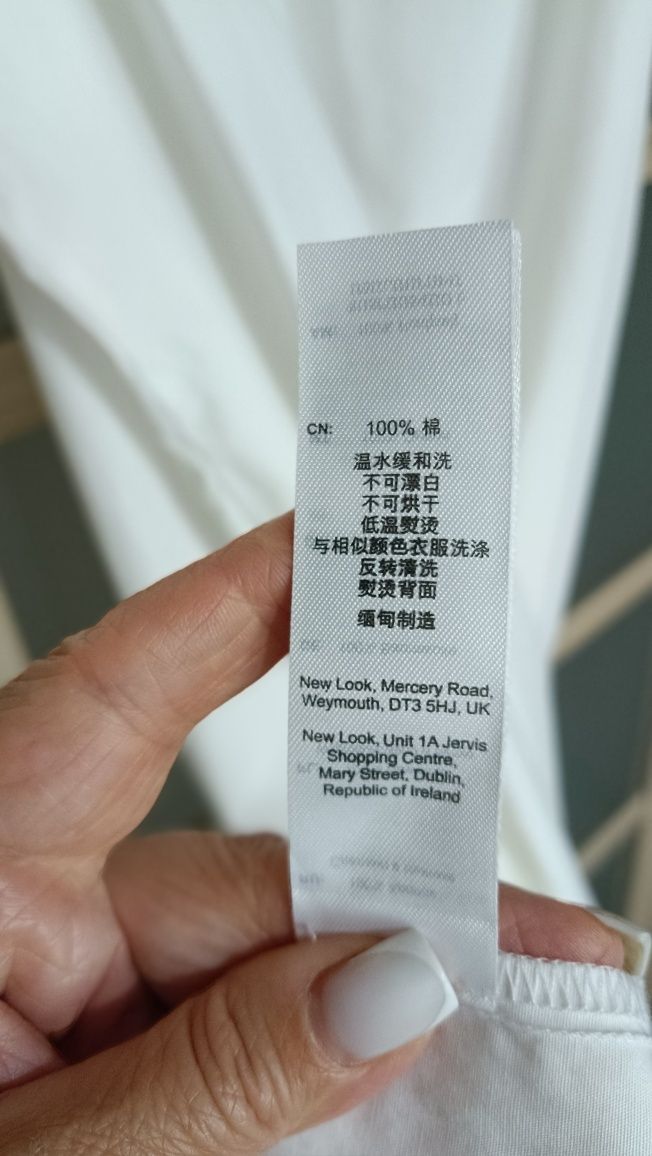 CN: 100% 棉
温水缓和洗
不可漂白
不可烘干
低温熨烫
与相似颜色衣服洗涤
反转清洗
熨烫背面
缅甸制造
New Look, Mercery Road,
Weymouth, DT3 5HJ, UK
New Look, Unit 1A Jervis
Shopping Centre,
Mary Street, Dublin,
Republic of Ireland